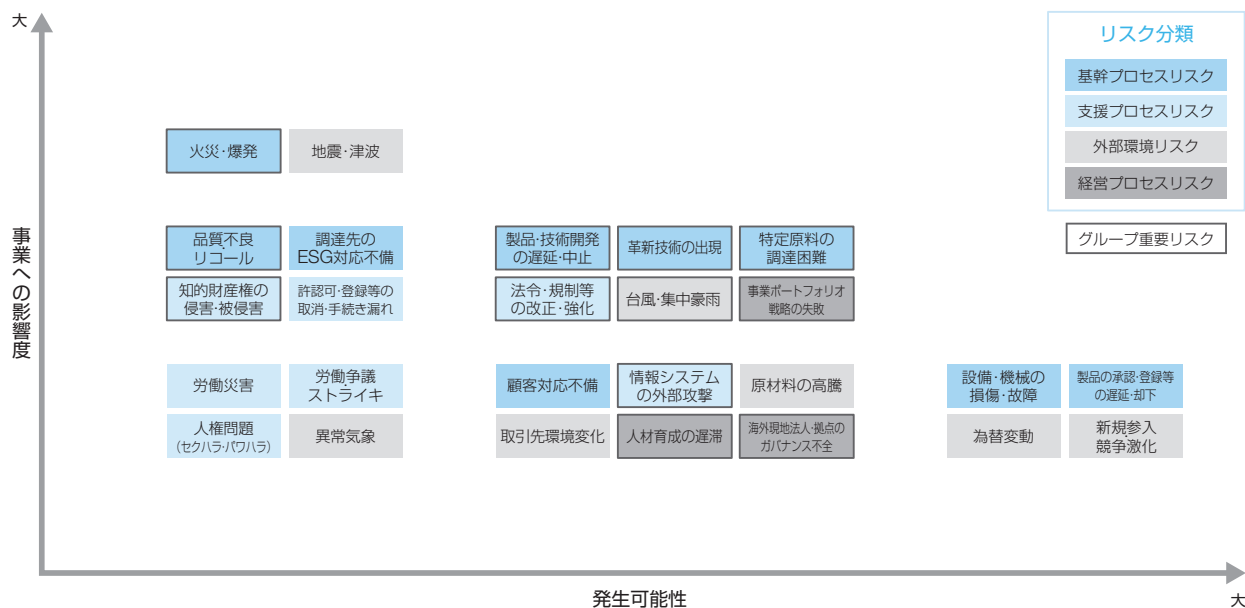 大
リスク分類
基幹プロセスリスク
支援プロセスリスク
外部環境リスク
経営プロセスリスク
グループ重要リスク
事業への影響度
火災・爆発
地震・津波
品質不良
・
リコール
調達先の
ESG対応不備
製品・技術開発
の遅延・中止
革新技術の出現
特定原料の
調達困難
知的財産権の
侵害・被侵害
許認可・登録等の
取消・手続き漏れ
法令・規制等
の改正・強化
台風・集中豪雨
事業ポートフォリオ
戦略の失敗
労働災害
労働争議
・
ストライキ
顧客対応不備
情報システム
の外部攻撃
原材料の高騰
設備・機械の
損傷・故障
製品の承認・登録等
の遅延・却下
人権問題
（セクハラ・パワハラ）
異常気象
取引先環境変化
人材育成の遅滞
海外現地法人・拠点の
ガバナンス不全
為替変動
新規参入
競争激化
発生可能性
大